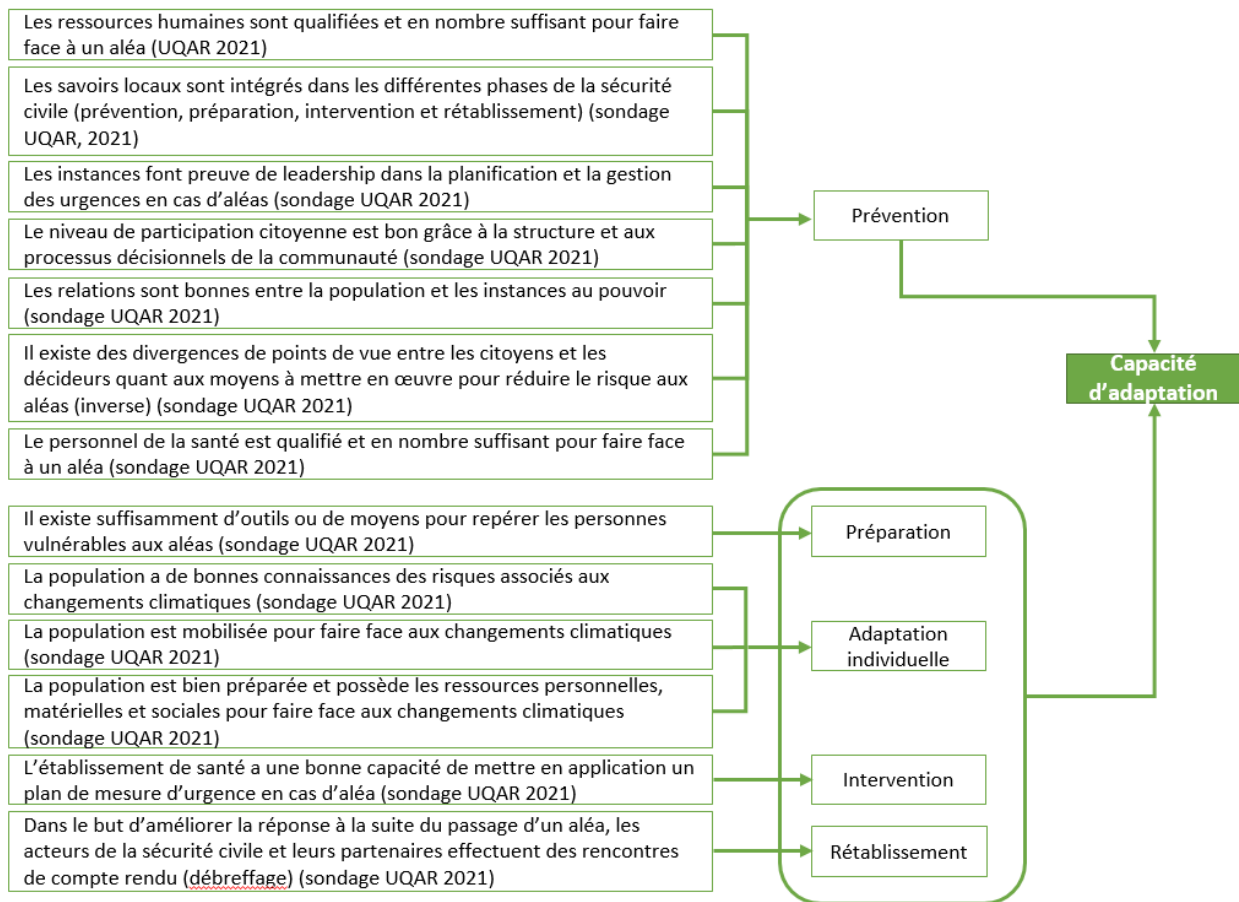 Les ressources humaines sont qualifiées et en nombre suffisant pour faire
face à un aléa (UQAR 2021)
Les savoirs locaux sont intégrés dans les différentes phases de la sécurité
civile (prévention, préparation, intervention et rétablissement) (sondage
UQAR, 2021)
Les instances font preuve de leadership dans la planification et la gestion
des urgences en cas d’aléas (sondage UQAR 2021)
Le niveau de participation citoyenne est bon grâce à la structure et aux
processus décisionnels de la communauté (sondage UQAR 2021)
Les relations sont bonnes entre la population et les instances au pouvoir
(sondage UQAR 2021)
Il existe des divergences de points de vue entre les citoyens et les
décideurs quant aux moyens à mettre en œuvre pour réduire le risque aux
aléas (inverse) (sondage UQAR 2021)
Le personnel de la santé est qualifié et en nombre suffisant pour faire face
à un aléa (sondage UQAR 2021)
Prévention
Capacité
d’adaptation
Il existe suffisamment d’outils ou de moyens pour repérer les personnes
vulnérables aux aléas (sondage UQAR 2021)
Préparation
La population a de bonnes connaissances des risques associés aux
changements climatiques (sondage UQAR 2021)
La population est mobilisée pour faire face aux changements climatiques
(sondage UQAR 2021)
La population est bien préparée et possède les ressources personnelles,
matérielles et sociales pour faire face aux changements climatiques
(sondage UQAR 2021)
Adaptation
individuelle
L’établissement de santé a une bonne capacité de mettre en application un
plan de mesure d’urgence en cas d’aléa (sondage UQAR 2021)
Intervention
Dans le but d’améliorer la réponse à la suite du passage d’un aléa, les
acteurs de la sécurité civile et leurs partenaires effectuent des rencontres
de compte rendu (débreffage) (sondage UQAR 2021)
Rétablissement